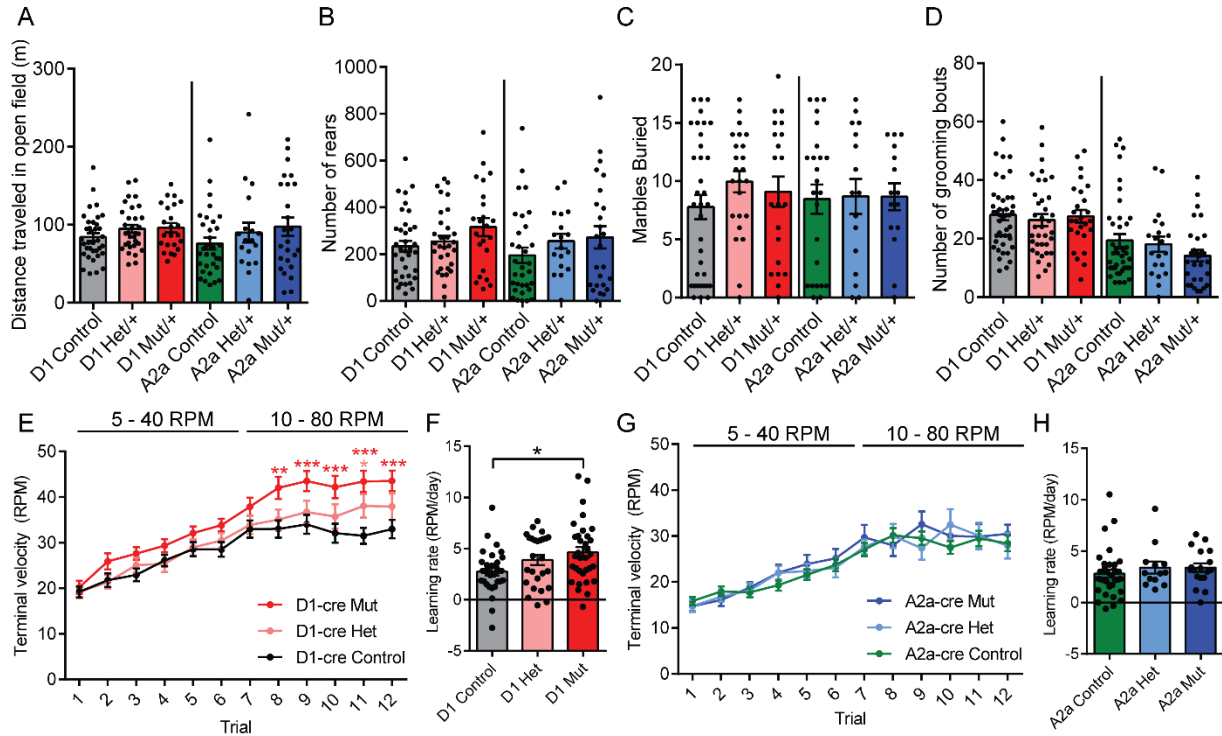 A
Distance traveled in open field (m)
300
200
100
0
D1 Control
D1 Het/+
D1 Mut/+
A2a Control
A2a Het/+
A2a Mut/+
B
Number of rears
1000
800
600
400
200
0
D1 Control
D1 Het/+
D1 Mut/+
A2a Control
A2a Het/+
A2a Mut/+
C
Marbles Buried
20
15
10
5
0
D1 Control
D1 Het/+
D1 Mut/+
A2a Control
A2a Het/+
A2a Mut/+
D
Number of grooming bouts
80
60
40
20
0
D1 Control
D1 Het/+
D1 Mut/+
A2a Control
A2a Het/+
A2a Mut/+
E
5 - 40 RPM
10 - 80 RPM
Terminal velocity (RPM)
50
40
30
20
10
0
** *** *** *** ***
*
D1-cre Mut
D1-cre Het
D1-cre Control
1 2 3 4 5 6 7 8 9 10 11 12
Trial
F
Learning rate (RPM/day)
15
10
5
0
-5
*
D1 Control
D1 Het
D1 Mut
G
5 - 40 RPM
10 - 80 RPM
Terminal velocity (RPM)
50
40
30
20
10
0
A2a-cre Mut
A2a-cre Het
A2a-cre Control
1 2 3 4 5 6 7 8 9 10 11 12
Trial
H
Learning rate (RPM/day)
15
10
5
0
-5
A2a Control
A2a Het
A2a Mut